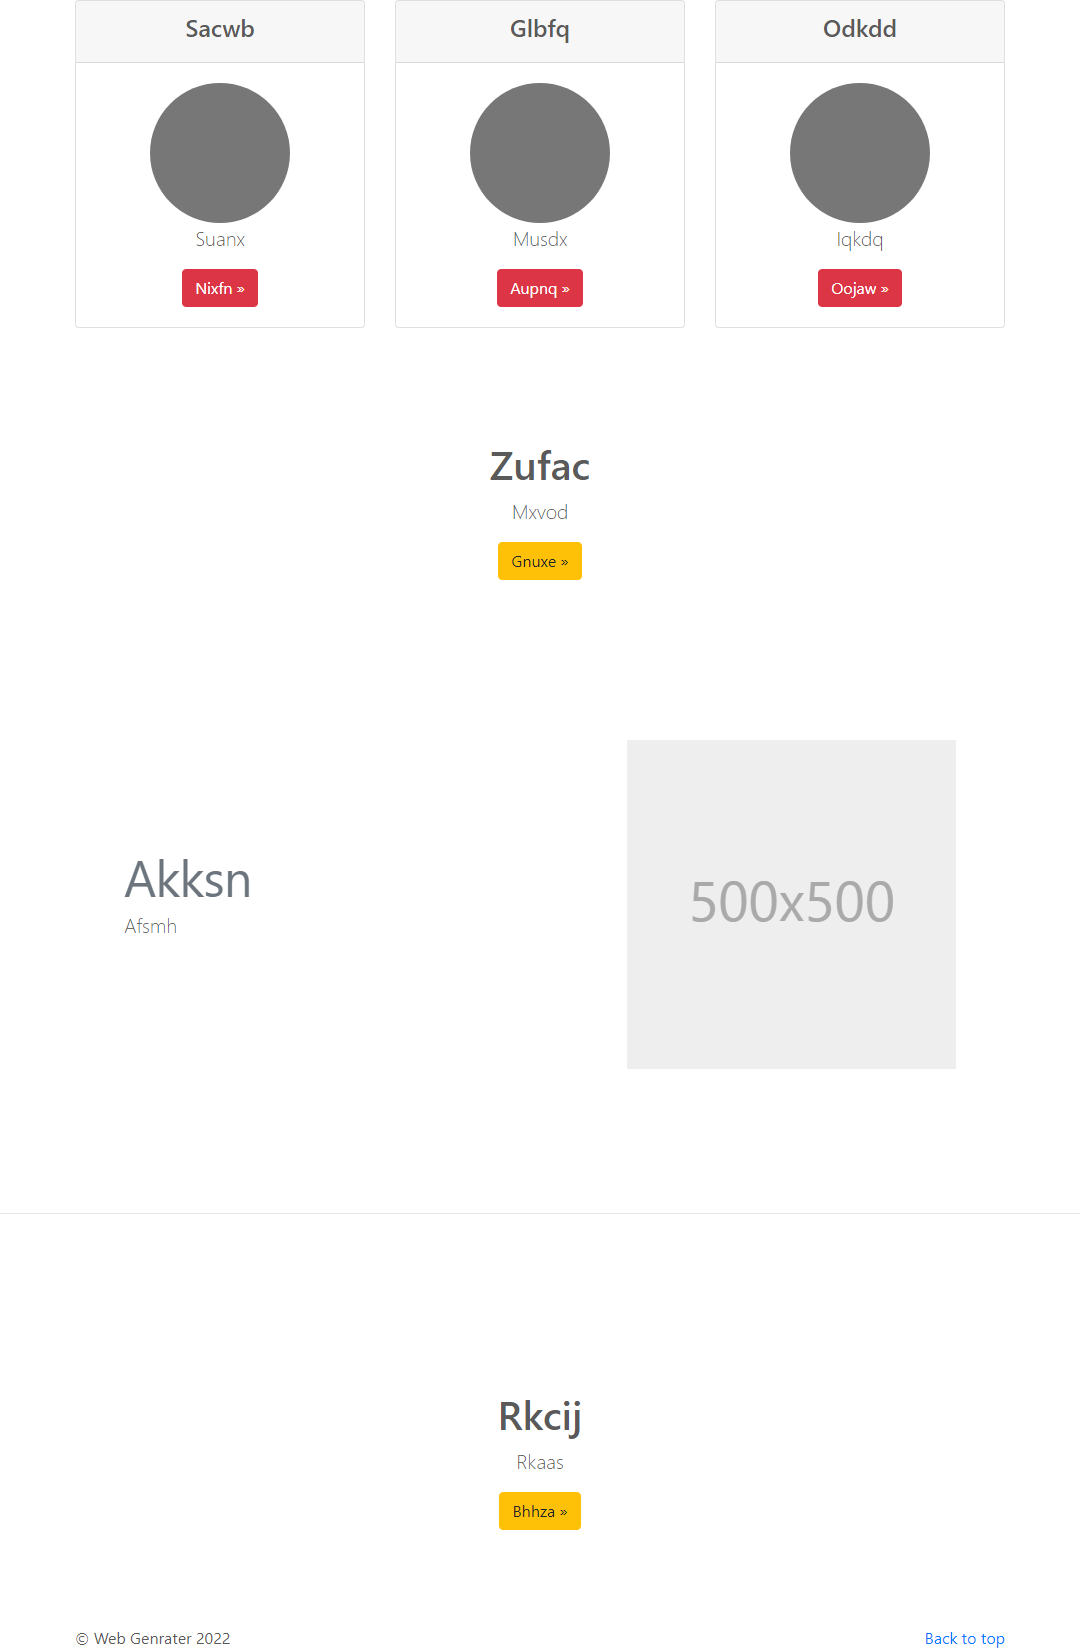 Sacwb
Suanx
Nixfn »
Glbfq
Musdx
Aupnq »
Odkdd
Iqkdq
Oojaw »
Zufac
Mxvod
Gnuxe »
Akksn
Afsmh
500x500
Rkcij
Rkaas
Bhhza »
© Web Genrater 2022
Back to top